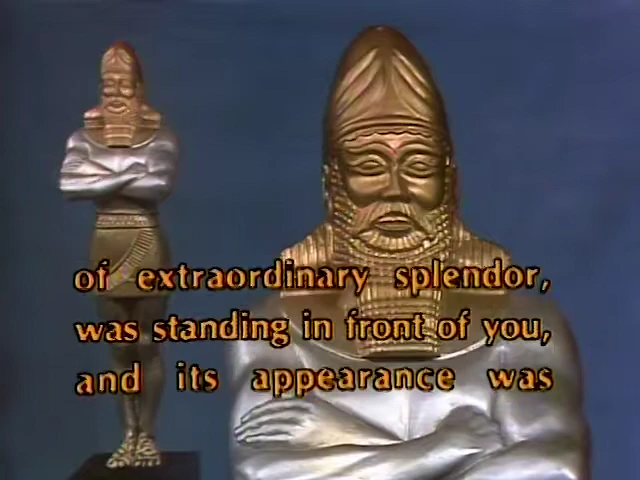 of extraordinary splendor,
was standing in front of you,
and its appearance was